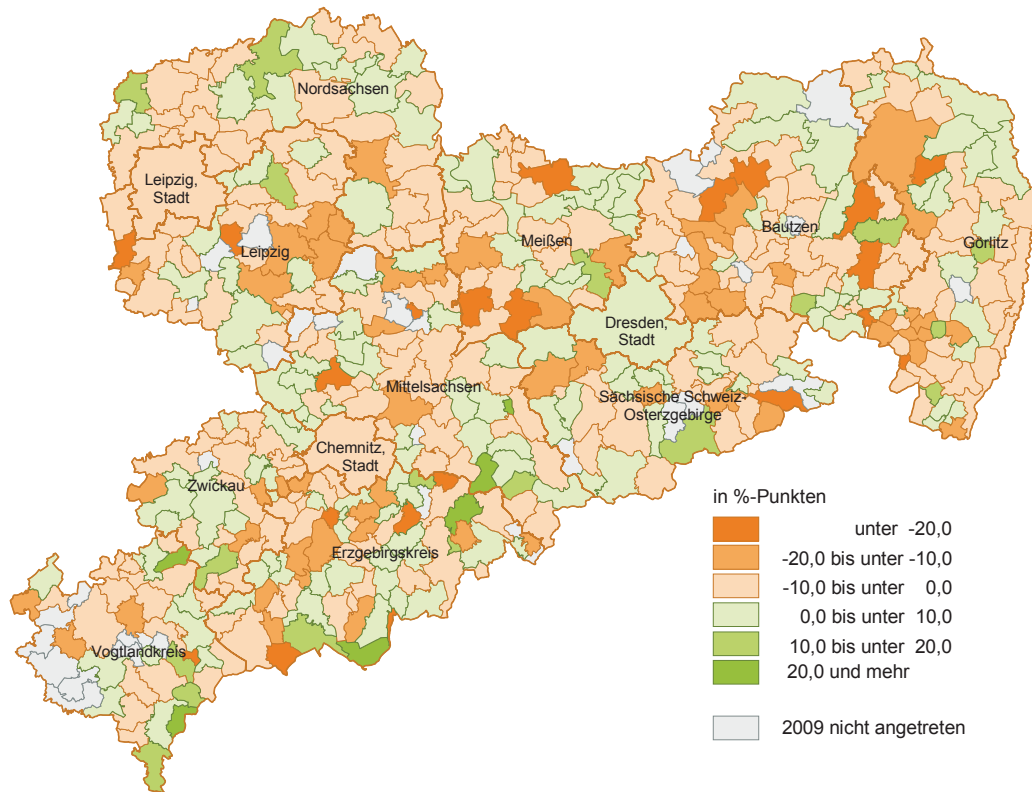 Nordsachsen
Leipzig,
Stadt
Leipzig
Meißen
Bautzen
Görlitz
Dresden,
Stadt
Mittelsachsen
Sächsische Schweiz-
Osterzgebirge
Chemnitz,
Stadt
Zwickau
Erzgebirgskreis
Vogtlandkreis
in %-Punkten
unter -20,0
-20,0 bis unter -10,0
-10,0 bis unter 0,0
0,0 bis unter 10,0
10,0 bis unter 20,0
20,0 und mehr
2009 nicht angetreten